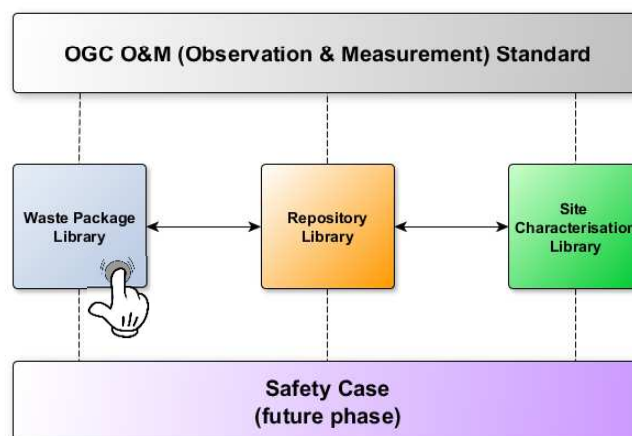 OGC O&M (Observation & Measurement) Standard
Waste Package
Library
Repository
Library
Site
Characterisation
Library
Safety Case
(future phase)